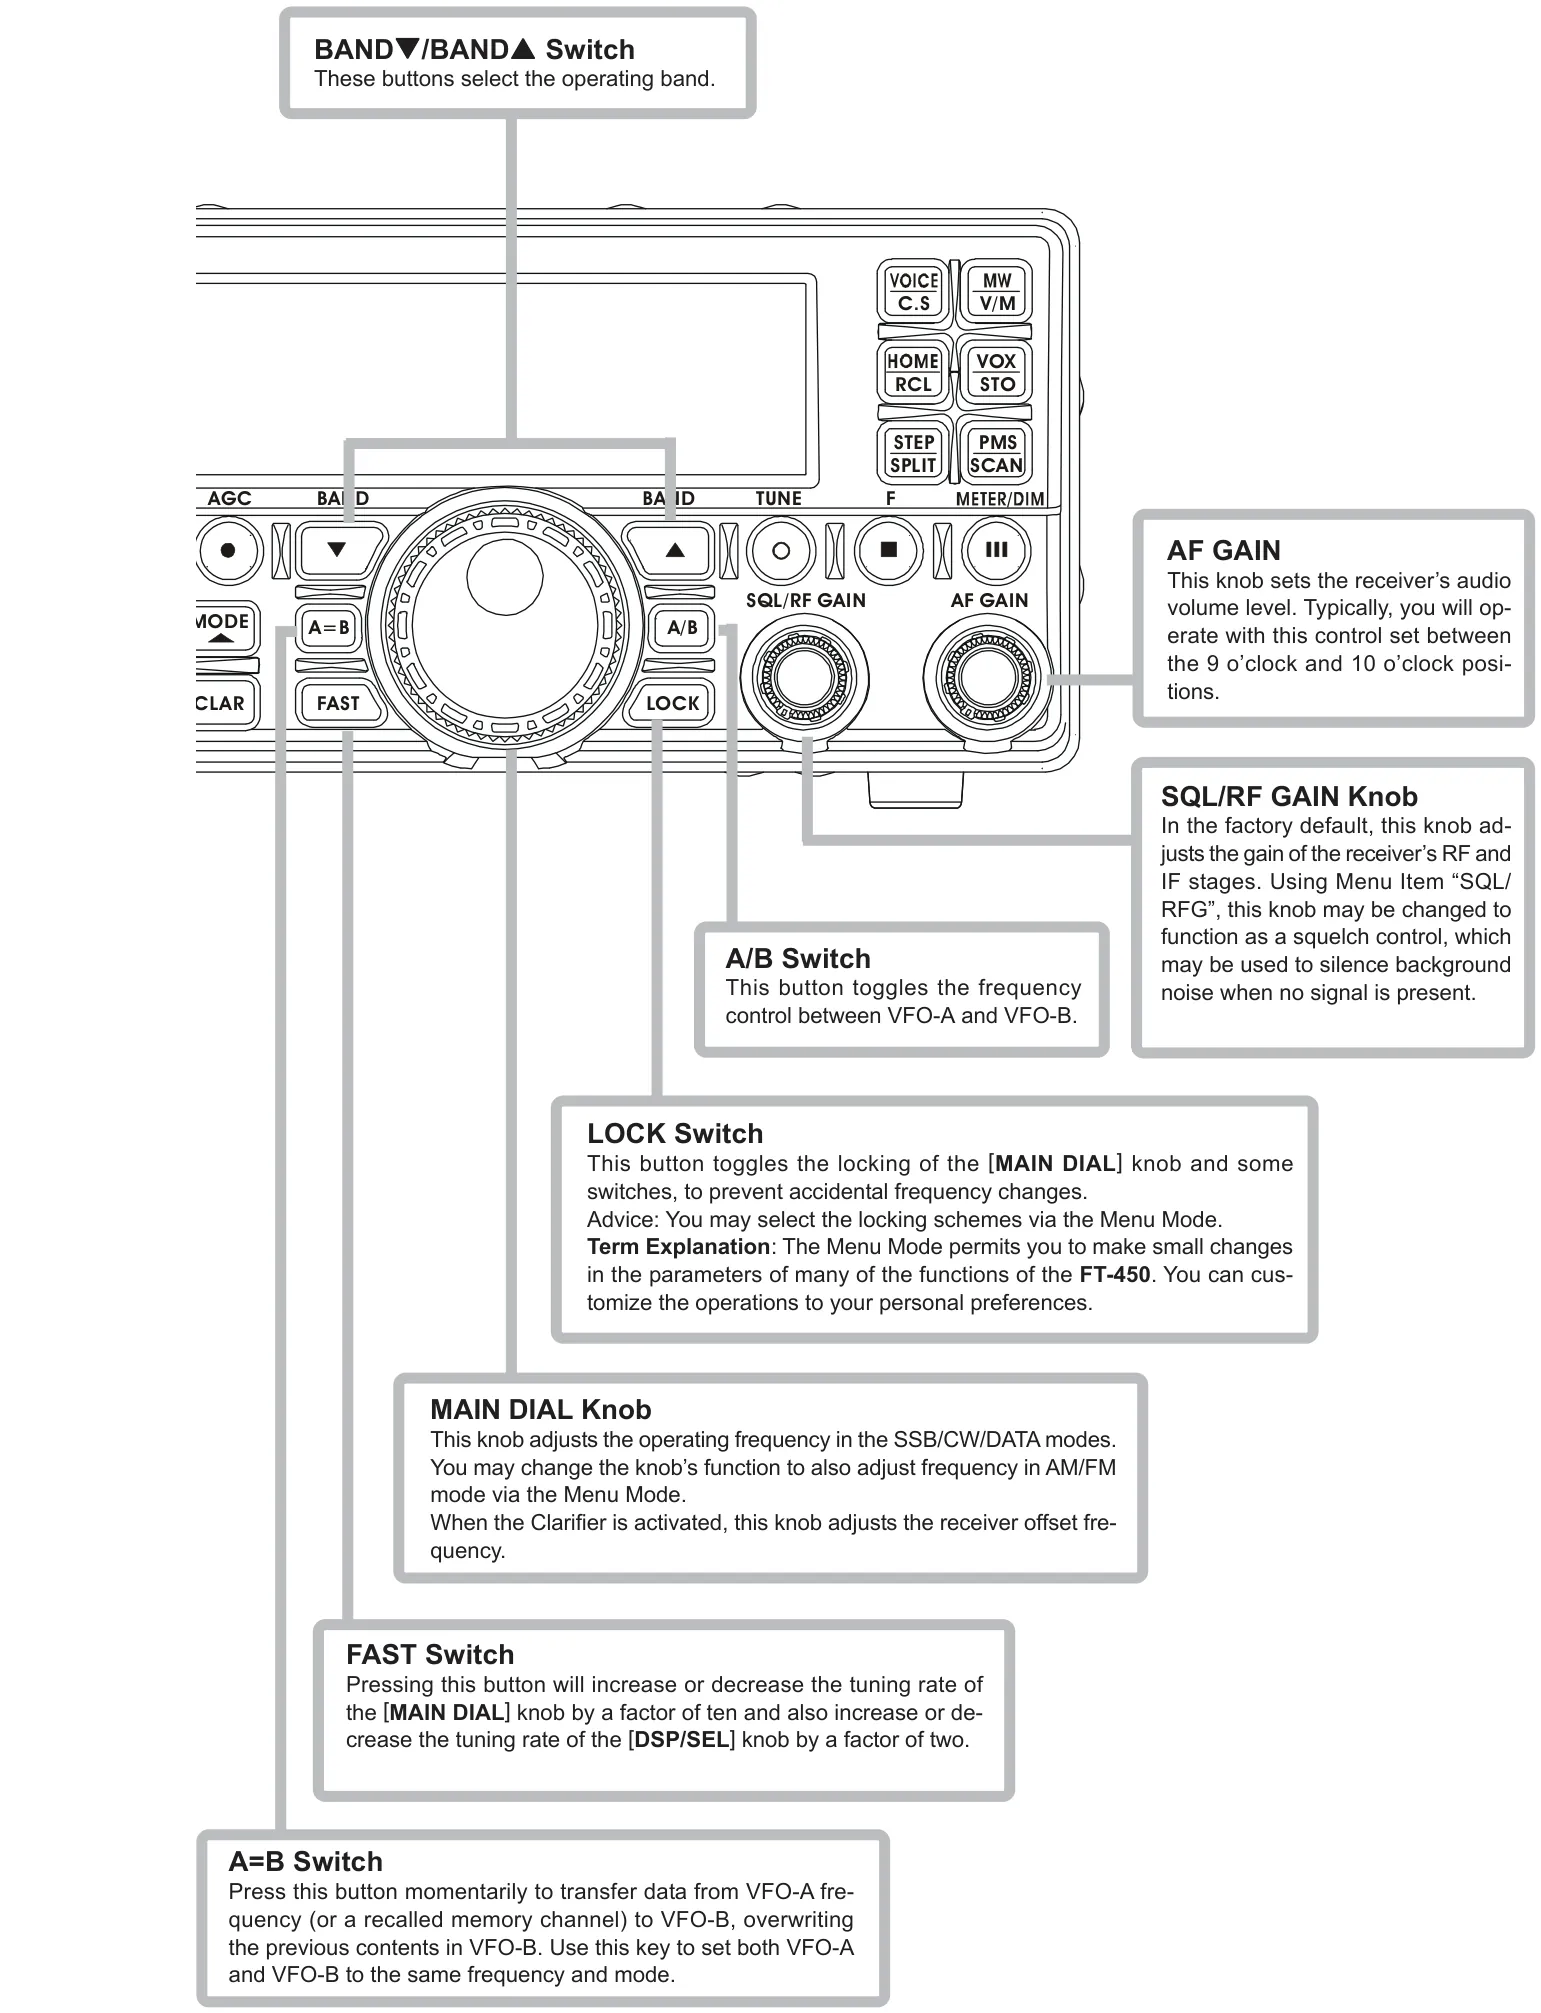 BAND▼/BAND▲ Switch
These buttons select the operating band.
VOICE
C.S
MW
V/M
HOME
RCL
VOX
STO
STEP
SPLIT
PMS
SCAN
AGC
BAND
BAND
TUNE
F
METER/DIM
▼
▲
SQL/RF GAIN
AF GAIN
MODE
A=B
A/B
CLAR
FAST
LOCK
AF GAIN
This knob sets the receiver’s audio
volume level. Typically, you will op-
erate with this control set between
the 9 o’clock and 10 o’clock posi-
tions.
SQL/RF GAIN Knob
In the factory default, this knob ad-
justs the gain of the receiver’s RF and
IF stages. Using Menu Item “SQL/
RFG”, this knob may be changed to
function as a squelch control, which
may be used to silence background
noise when no signal is present.
A/B Switch
This button toggles the frequency
control between VFO-A and VFO-B.
LOCK Switch
This button toggles the locking of the [MAIN DIAL] knob and some
switches, to prevent accidental frequency changes.
Advice: You may select the locking schemes via the Menu Mode.
Term Explanation: The Menu Mode permits you to make small changes
in the parameters of many of the functions of the FT-450. You can cus-
tomize the operations to your personal preferences.
MAIN DIAL Knob
This knob adjusts the operating frequency in the SSB/CW/DATA modes.
You may change the knob’s function to also adjust frequency in AM/FM
mode via the Menu Mode.
When the Clarifier is activated, this knob adjusts the receiver offset fre-
quency.
FAST Switch
Pressing this button will increase or decrease the tuning rate of
the [MAIN DIAL] knob by a factor of ten and also increase or de-
crease the tuning rate of the [DSP/SEL] knob by a factor of two.
A=B Switch
Press this button momentarily to transfer data from VFO-A fre-
quency (or a recalled memory channel) to VFO-B, overwriting
the previous contents in VFO-B. Use this key to set both VFO-A
and VFO-B to the same frequency and mode.